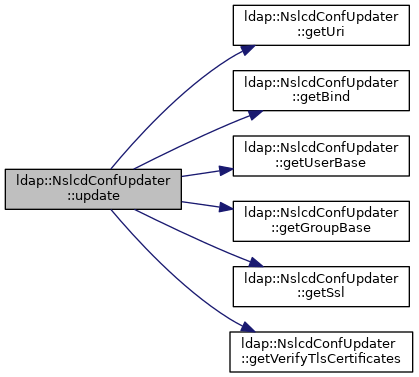 ldap::NslcdConfUpdater
::getUri
ldap::NslcdConfUpdater
::getBind
ldap::NslcdConfUpdater
::getUserBase
ldap::NslcdConfUpdater
::update
ldap::NslcdConfUpdater
::getGroupBase
ldap::NslcdConfUpdater
::getSsl
ldap::NslcdConfUpdater
::getVerifyTlsCertificates